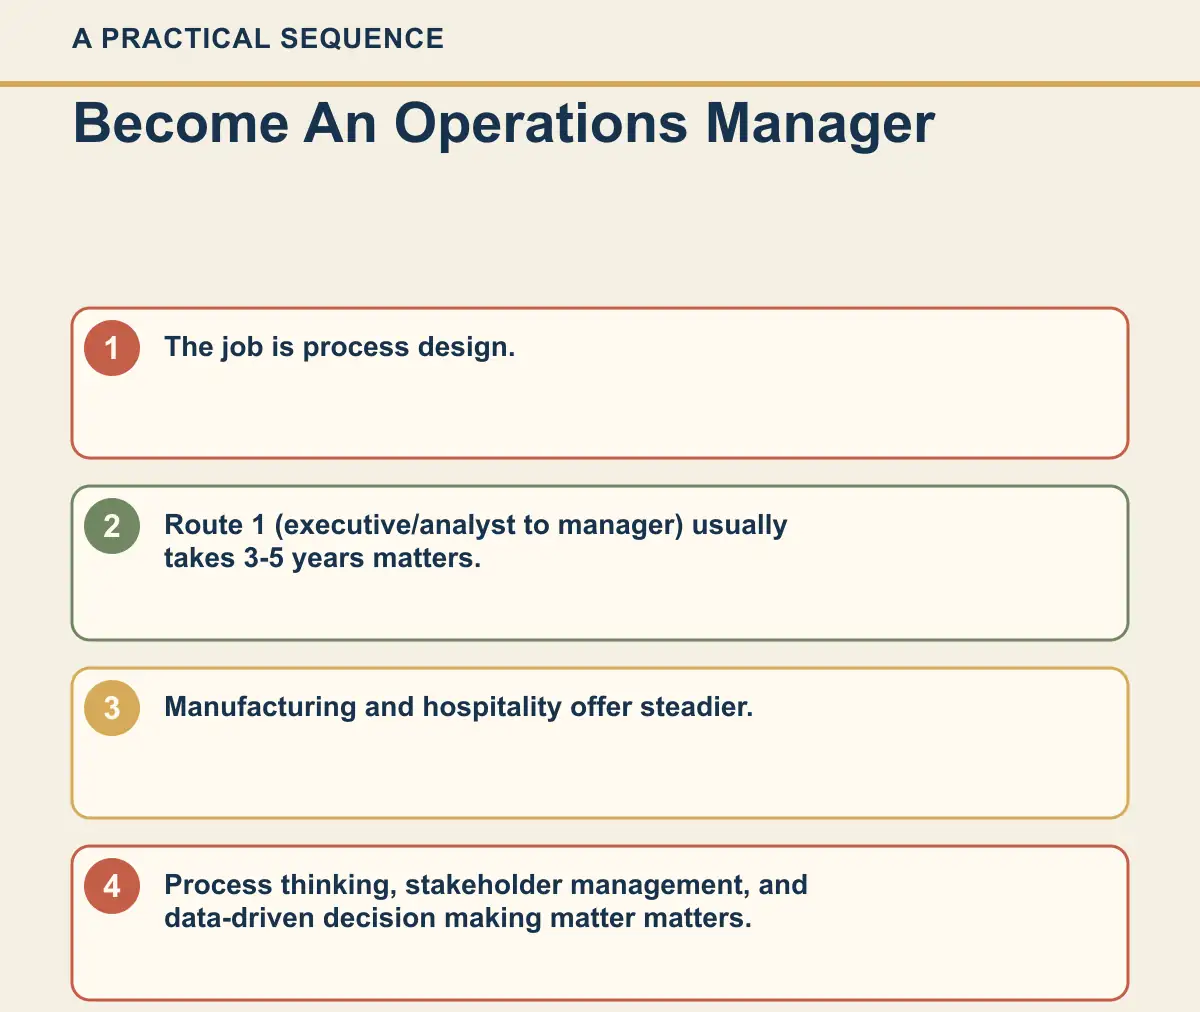 A PRACTICAL SEQUENCE
Become An Operations Manager
1
The job is process design.
2
Route 1 (executive/analyst to manager) usually
takes 3-5 years matters.
3
Manufacturing and hospitality offer steadier.
4
Process thinking, stakeholder management, and
data-driven decision making matter matters.